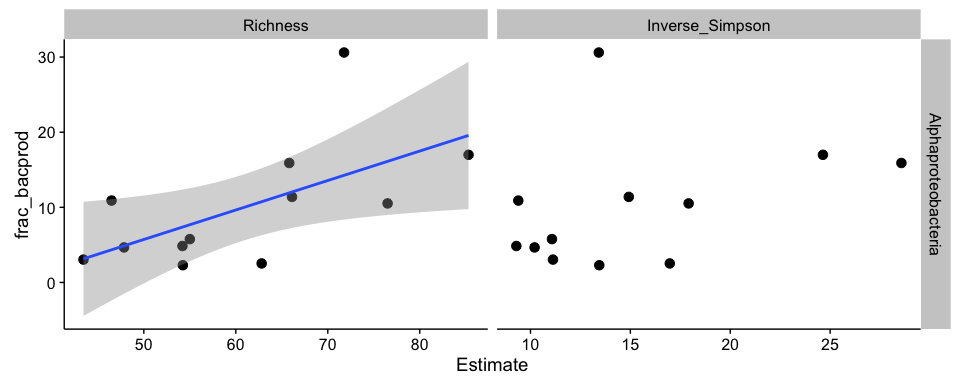 Richness
Inverse_Simpson
30
20
10
0
frac_bacprod
Alphaproteobacteria
50 60 70 80
10 15 20 25
Estimate